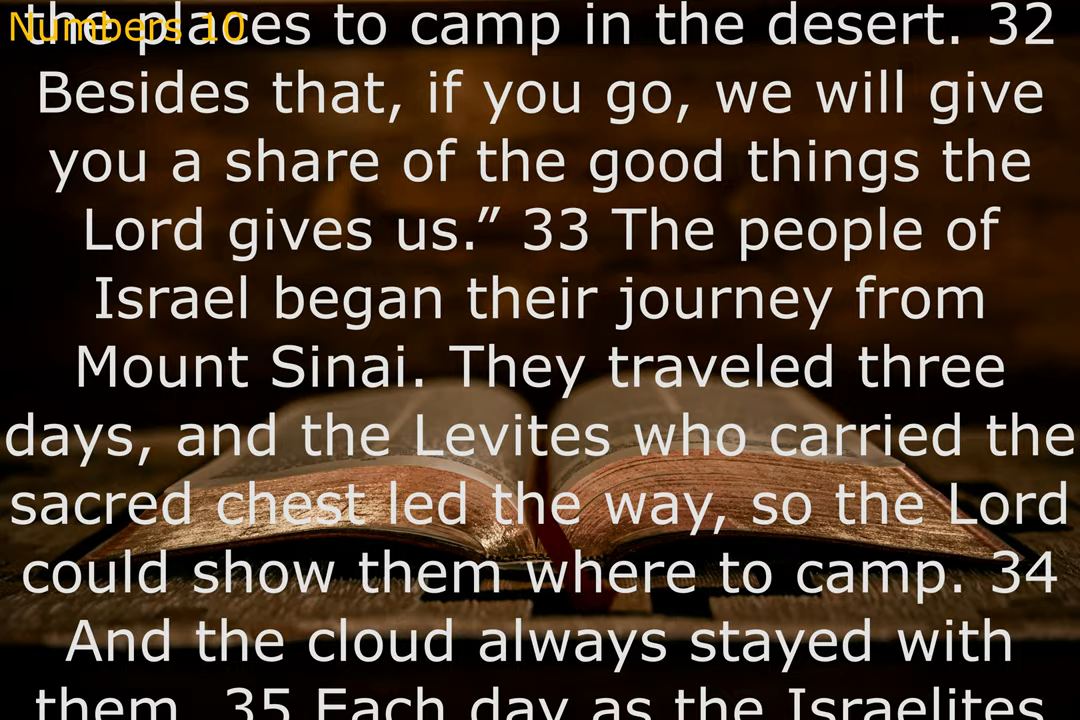 Numbers 10
the places to camp in the desert. 32
Besides that, if you go, we will give
you a share of the good things the
Lord gives us.” 33 The people of
Israel began their journey from
Mount Sinai. They traveled three
days, and the Levites who carried the
sacred chest led the way, so the Lord
could show them where to camp. 34
And the cloud always stayed with
them. 35 Each day as the Israelites